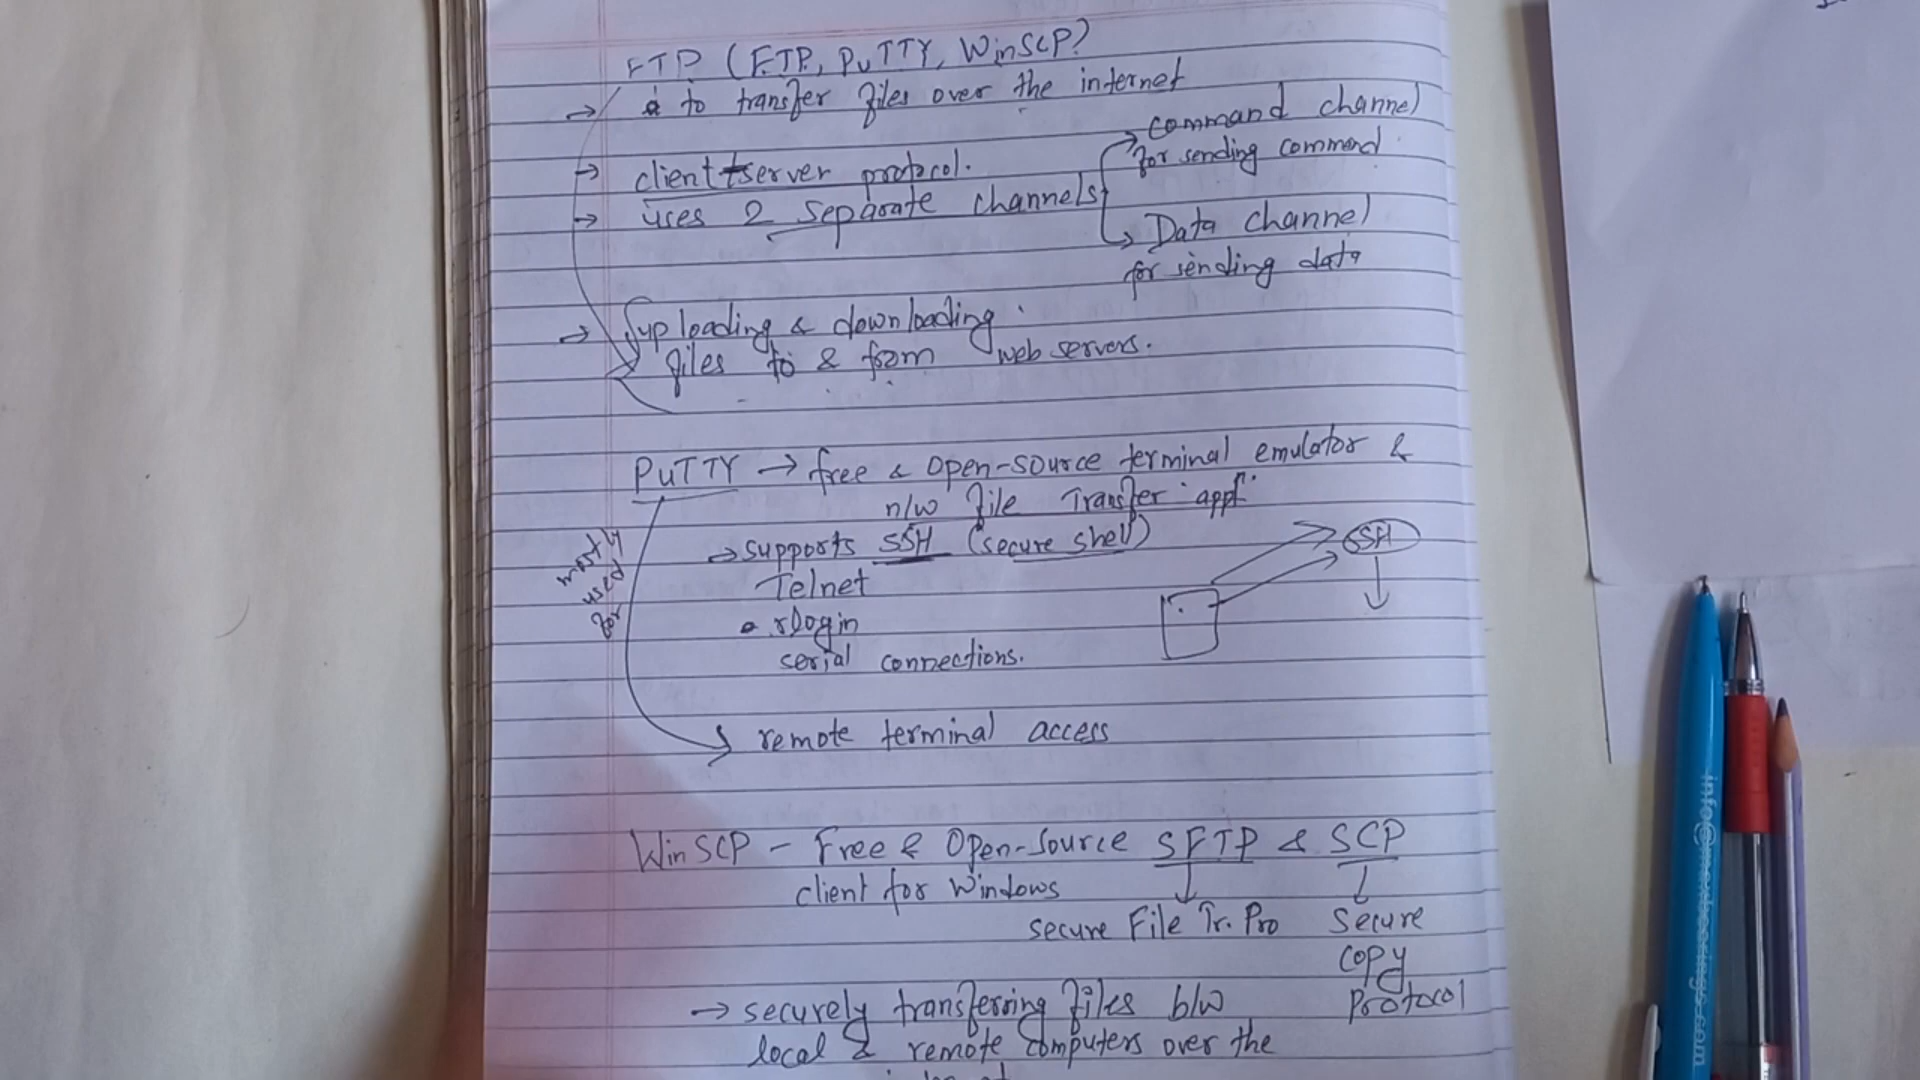 FTP (FTP, PuTTY, WinSCP)
→ to transfer files over the internet
→ client server protocol.
→ uses 2 separate channels
→ command channel
for sending command
→ Data channel
for sending data
→ uploading & downloading
files to & from web servers.
PuTTY → free & open-source terminal emulator &
n/w file Transfer appn.
→ supports SSH (secure shell)
Telnet
rlogin
serial connections.
SSH
mostly
used
for
→ remote terminal access
WinSCP - Free & Open-source SFTP & SCP
client for Windows
secure File Tr. Pro
Secure
copy
protocol
→ securely transferring files b/w
local & remote computers over the
info@